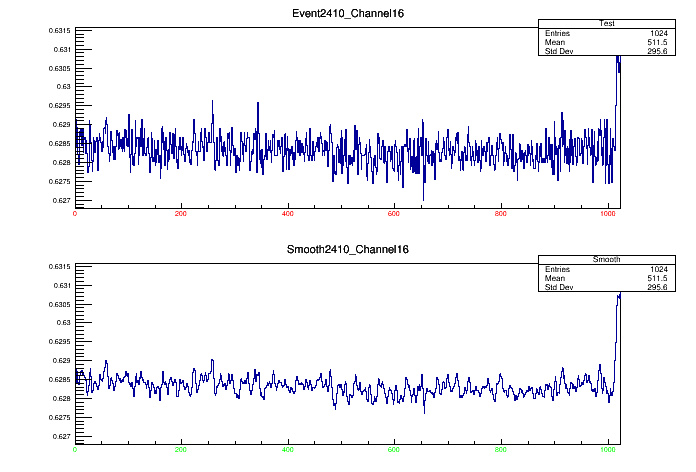 Event2410_Channel16
Test
Entries 1024
Mean 511.5
Std Dev 295.6
0.6315
0.631
0.6305
0.63
0.6295
0.629
0.6285
0.628
0.6275
0.627
0 200 400 600 800 1000
Smooth2410_Channel16
Smooth
Entries 1024
Mean 511.5
Std Dev 295.6
0.6315
0.631
0.6305
0.63
0.6295
0.629
0.6285
0.628
0.6275
0.627
0 200 400 600 800 1000